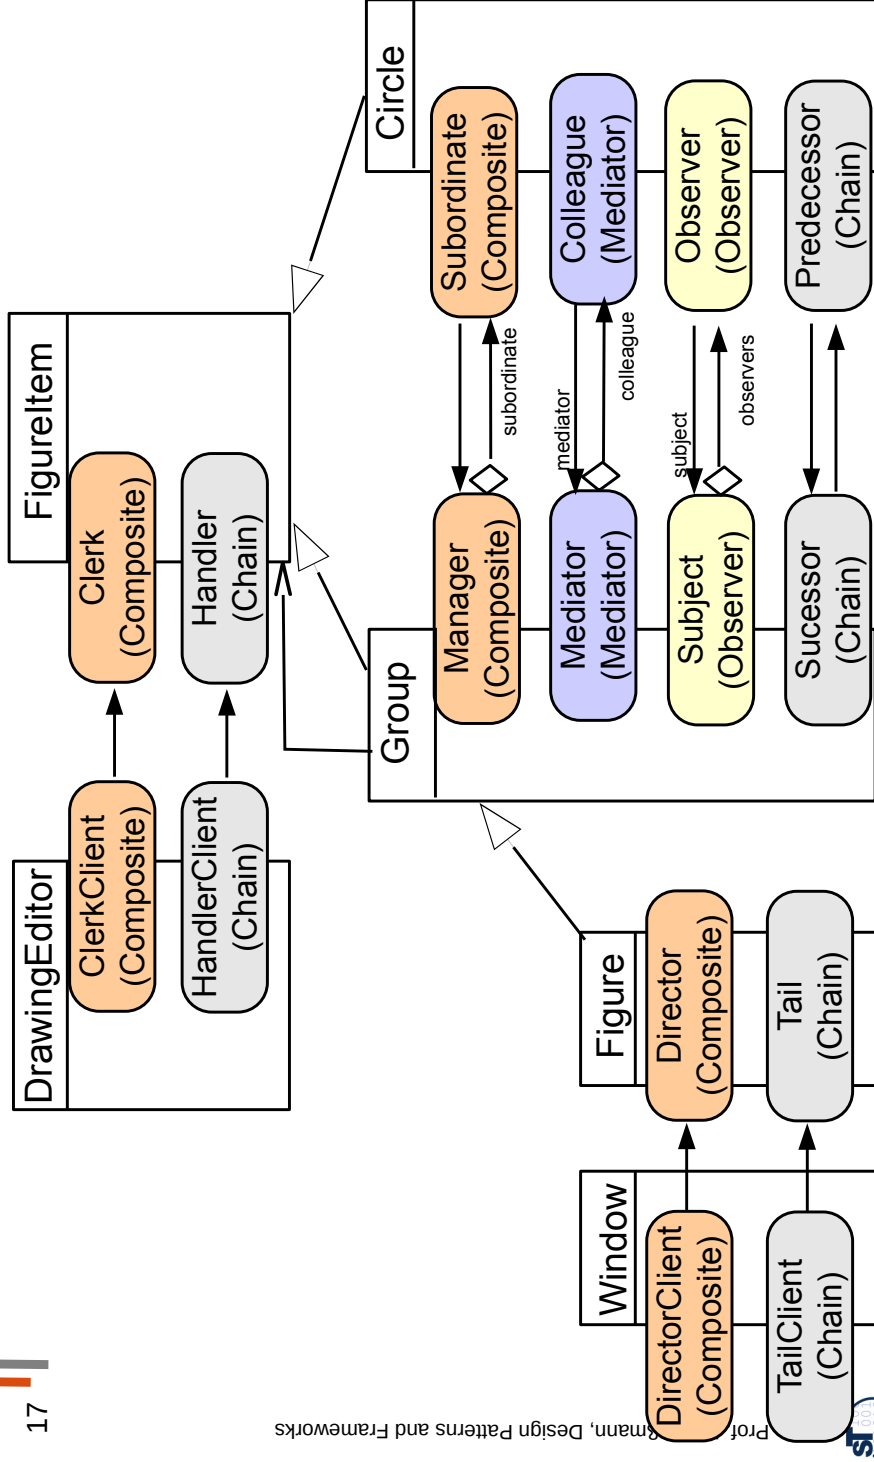 17
DrawingEditor
ClerkClient
(Composite)
HandlerClient
(Chain)
FigureItem
Clerk
(Composite)
Handler
(Chain)
Window
DirectorClient
(Composite)
TailClient
(Chain)
Figure
Director
(Composite)
Tail
(Chain)
Group
Manager
(Composite)
Mediator
(Mediator)
Subject
(Observer)
Sucessor
(Chain)
subordinate
mediator
colleague
subject
observers
Circle
Subordinate
(Composite)
Colleague
(Mediator)
Observer
(Observer)
Predecessor
(Chain)
Prof ßmann, Design Patterns and Frameworks